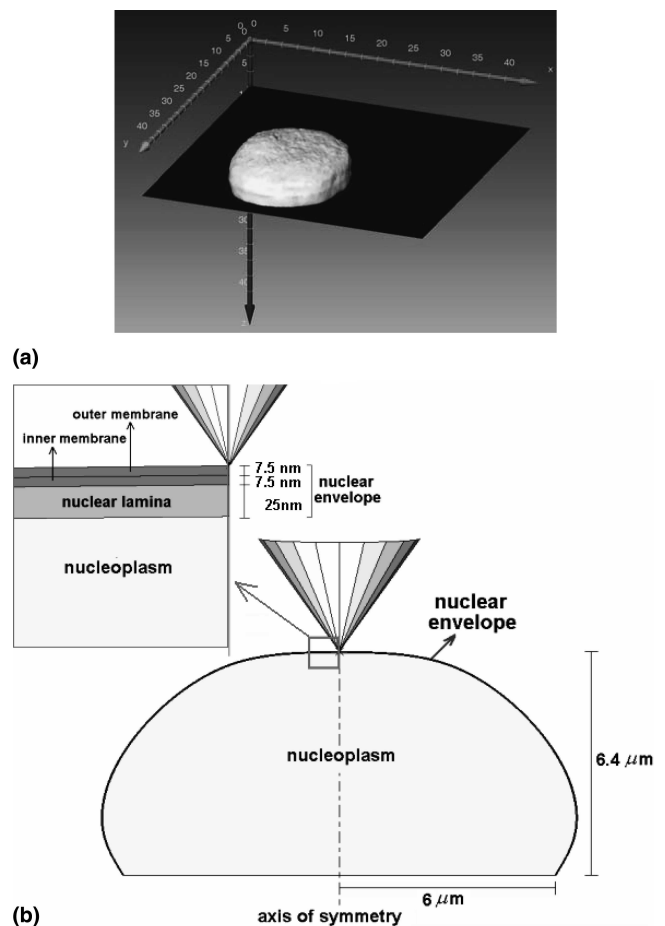 0 0
5 5
5 10 15 20 25 30 35 40
10
15
20
25
30
35
40
x
y
30
35
40
z
(a)
outer membrane
inner membrane
7.5 nm
7.5 nm
nuclear envelope
nuclear lamina
25nm
nucleoplasm
nuclear
envelope
nucleoplasm
6.4 μm
6 μm
(b)
axis of symmetry